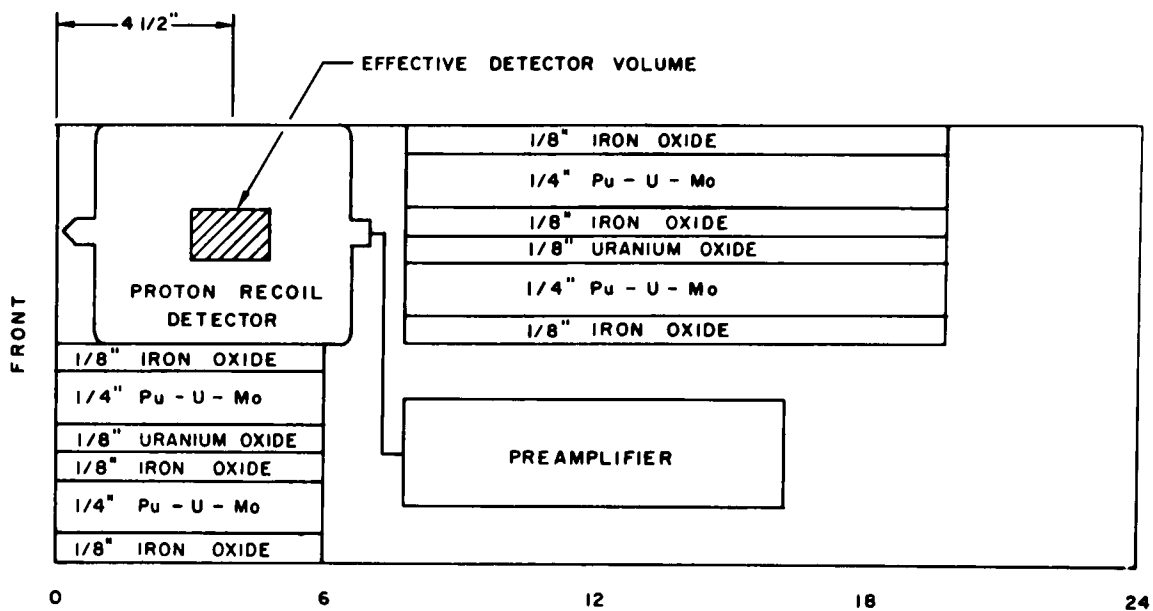 4 1/2"
EFFECTIVE DETECTOR VOLUME
1/8" IRON OXIDE
1/4" Pu - U - Mo
1/8" IRON OXIDE
1/8" URANIUM OXIDE
1/4" Pu - U - Mo
1/8" IRON OXIDE
PROTON RECOIL
DETECTOR
FRONT
1/8" IRON OXIDE
1/4" Pu - U - Mo
1/8" URANIUM OXIDE
1/8" IRON OXIDE
1/4" Pu - U - Mo
1/8" IRON OXIDE
PREAMPLIFIER
0 6 12 18 24